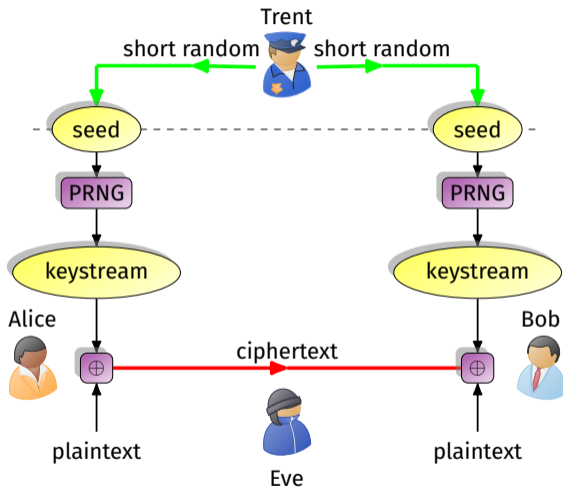 Trent
short random short random
seed seed
PRNG PRNG
keystream keystream
Alice Bob
ciphertext
⊕ ⊕
plaintext plaintext
Eve